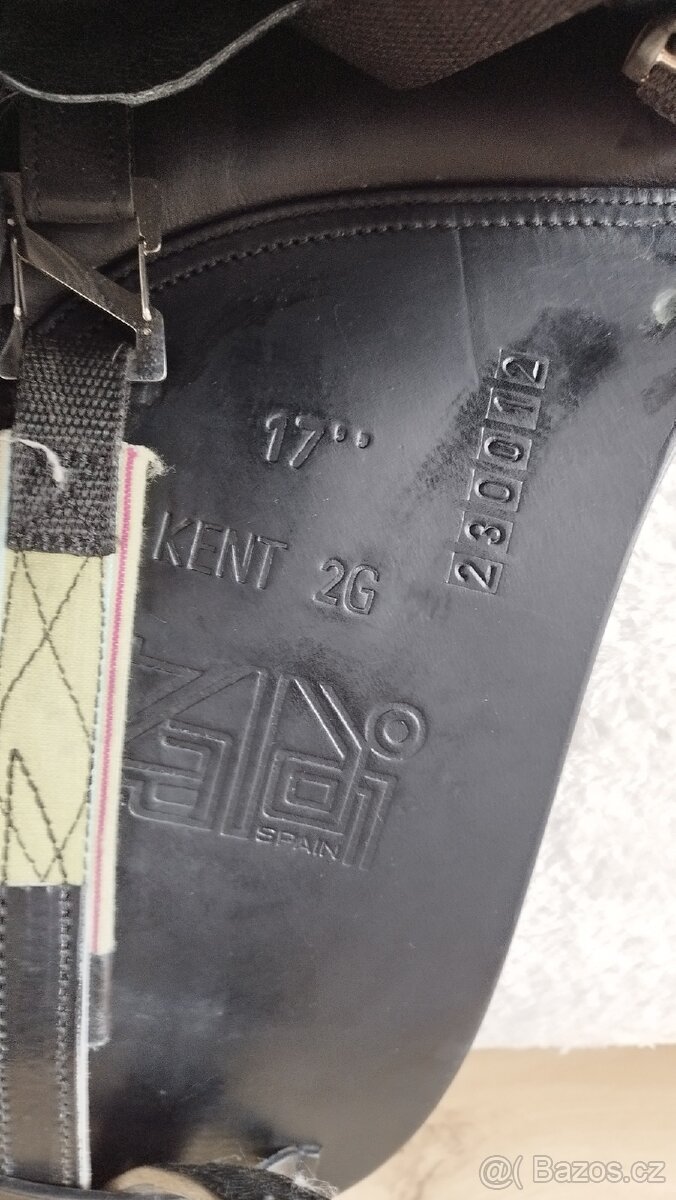 17"
KENT 2G
230012
Zaldi
SPAIN
@( Bazos.cz